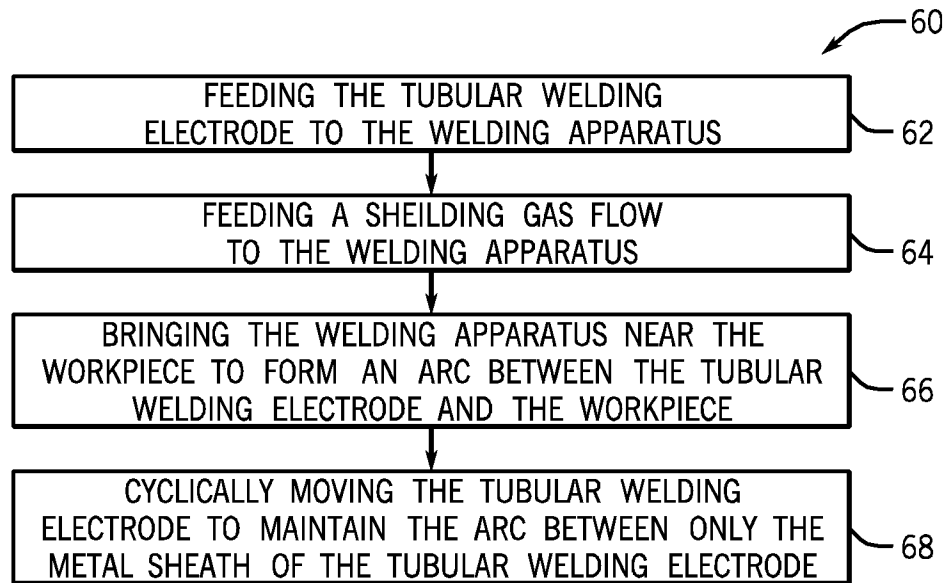 60
FEEDING THE TUBULAR WELDING
ELECTRODE TO THE WELDING APPARATUS
62
FEEDING A SHEILDING GAS FLOW
TO THE WELDING APPARATUS
64
BRINGING THE WELDING APPARATUS NEAR THE
WORKPIECE TO FORM AN ARC BETWEEN THE TUBULAR
WELDING ELECTRODE AND THE WORKPIECE
66
CYCLICALLY MOVING THE TUBULAR WELDING
ELECTRODE TO MAINTAIN THE ARC BETWEEN ONLY THE
METAL SHEATH OF THE TUBULAR WELDING ELECTRODE
68